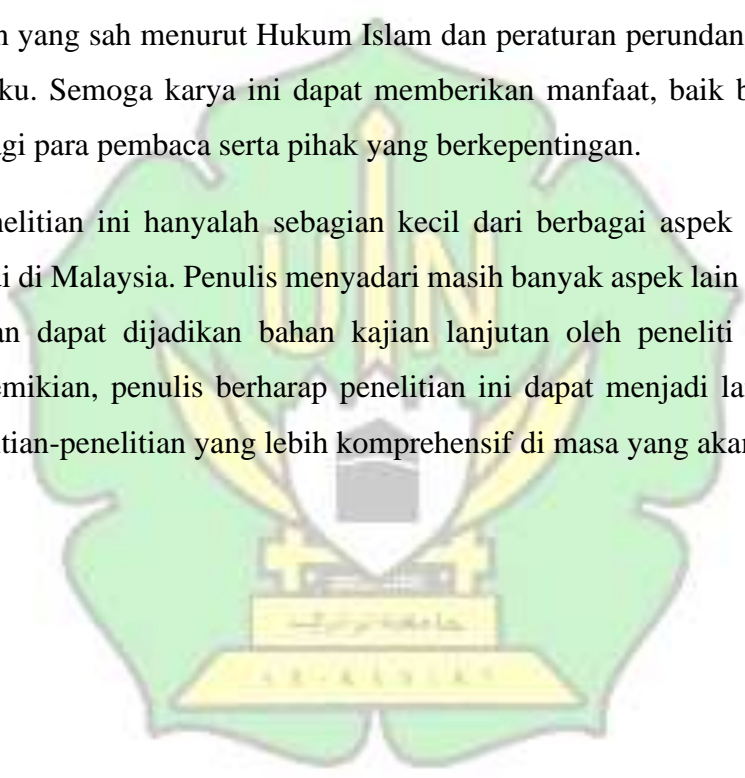 n yang sah menurut Hukum Islam dan peraturan perundan
ku. Semoga karya ini dapat memberikan manfaat, baik b
gi para pembaca serta pihak yang berkepentingan.
nelitian ini hanyalah sebagian kecil dari berbagai aspek
di di Malaysia. Penulis menyadari masih banyak aspek lain
an dapat dijadikan bahan kajian lanjutan oleh peneliti
emikian, penulis berharap penelitian ini dapat menjadi la
itian-penelitian yang lebih komprehensif di masa yang akan
UIN